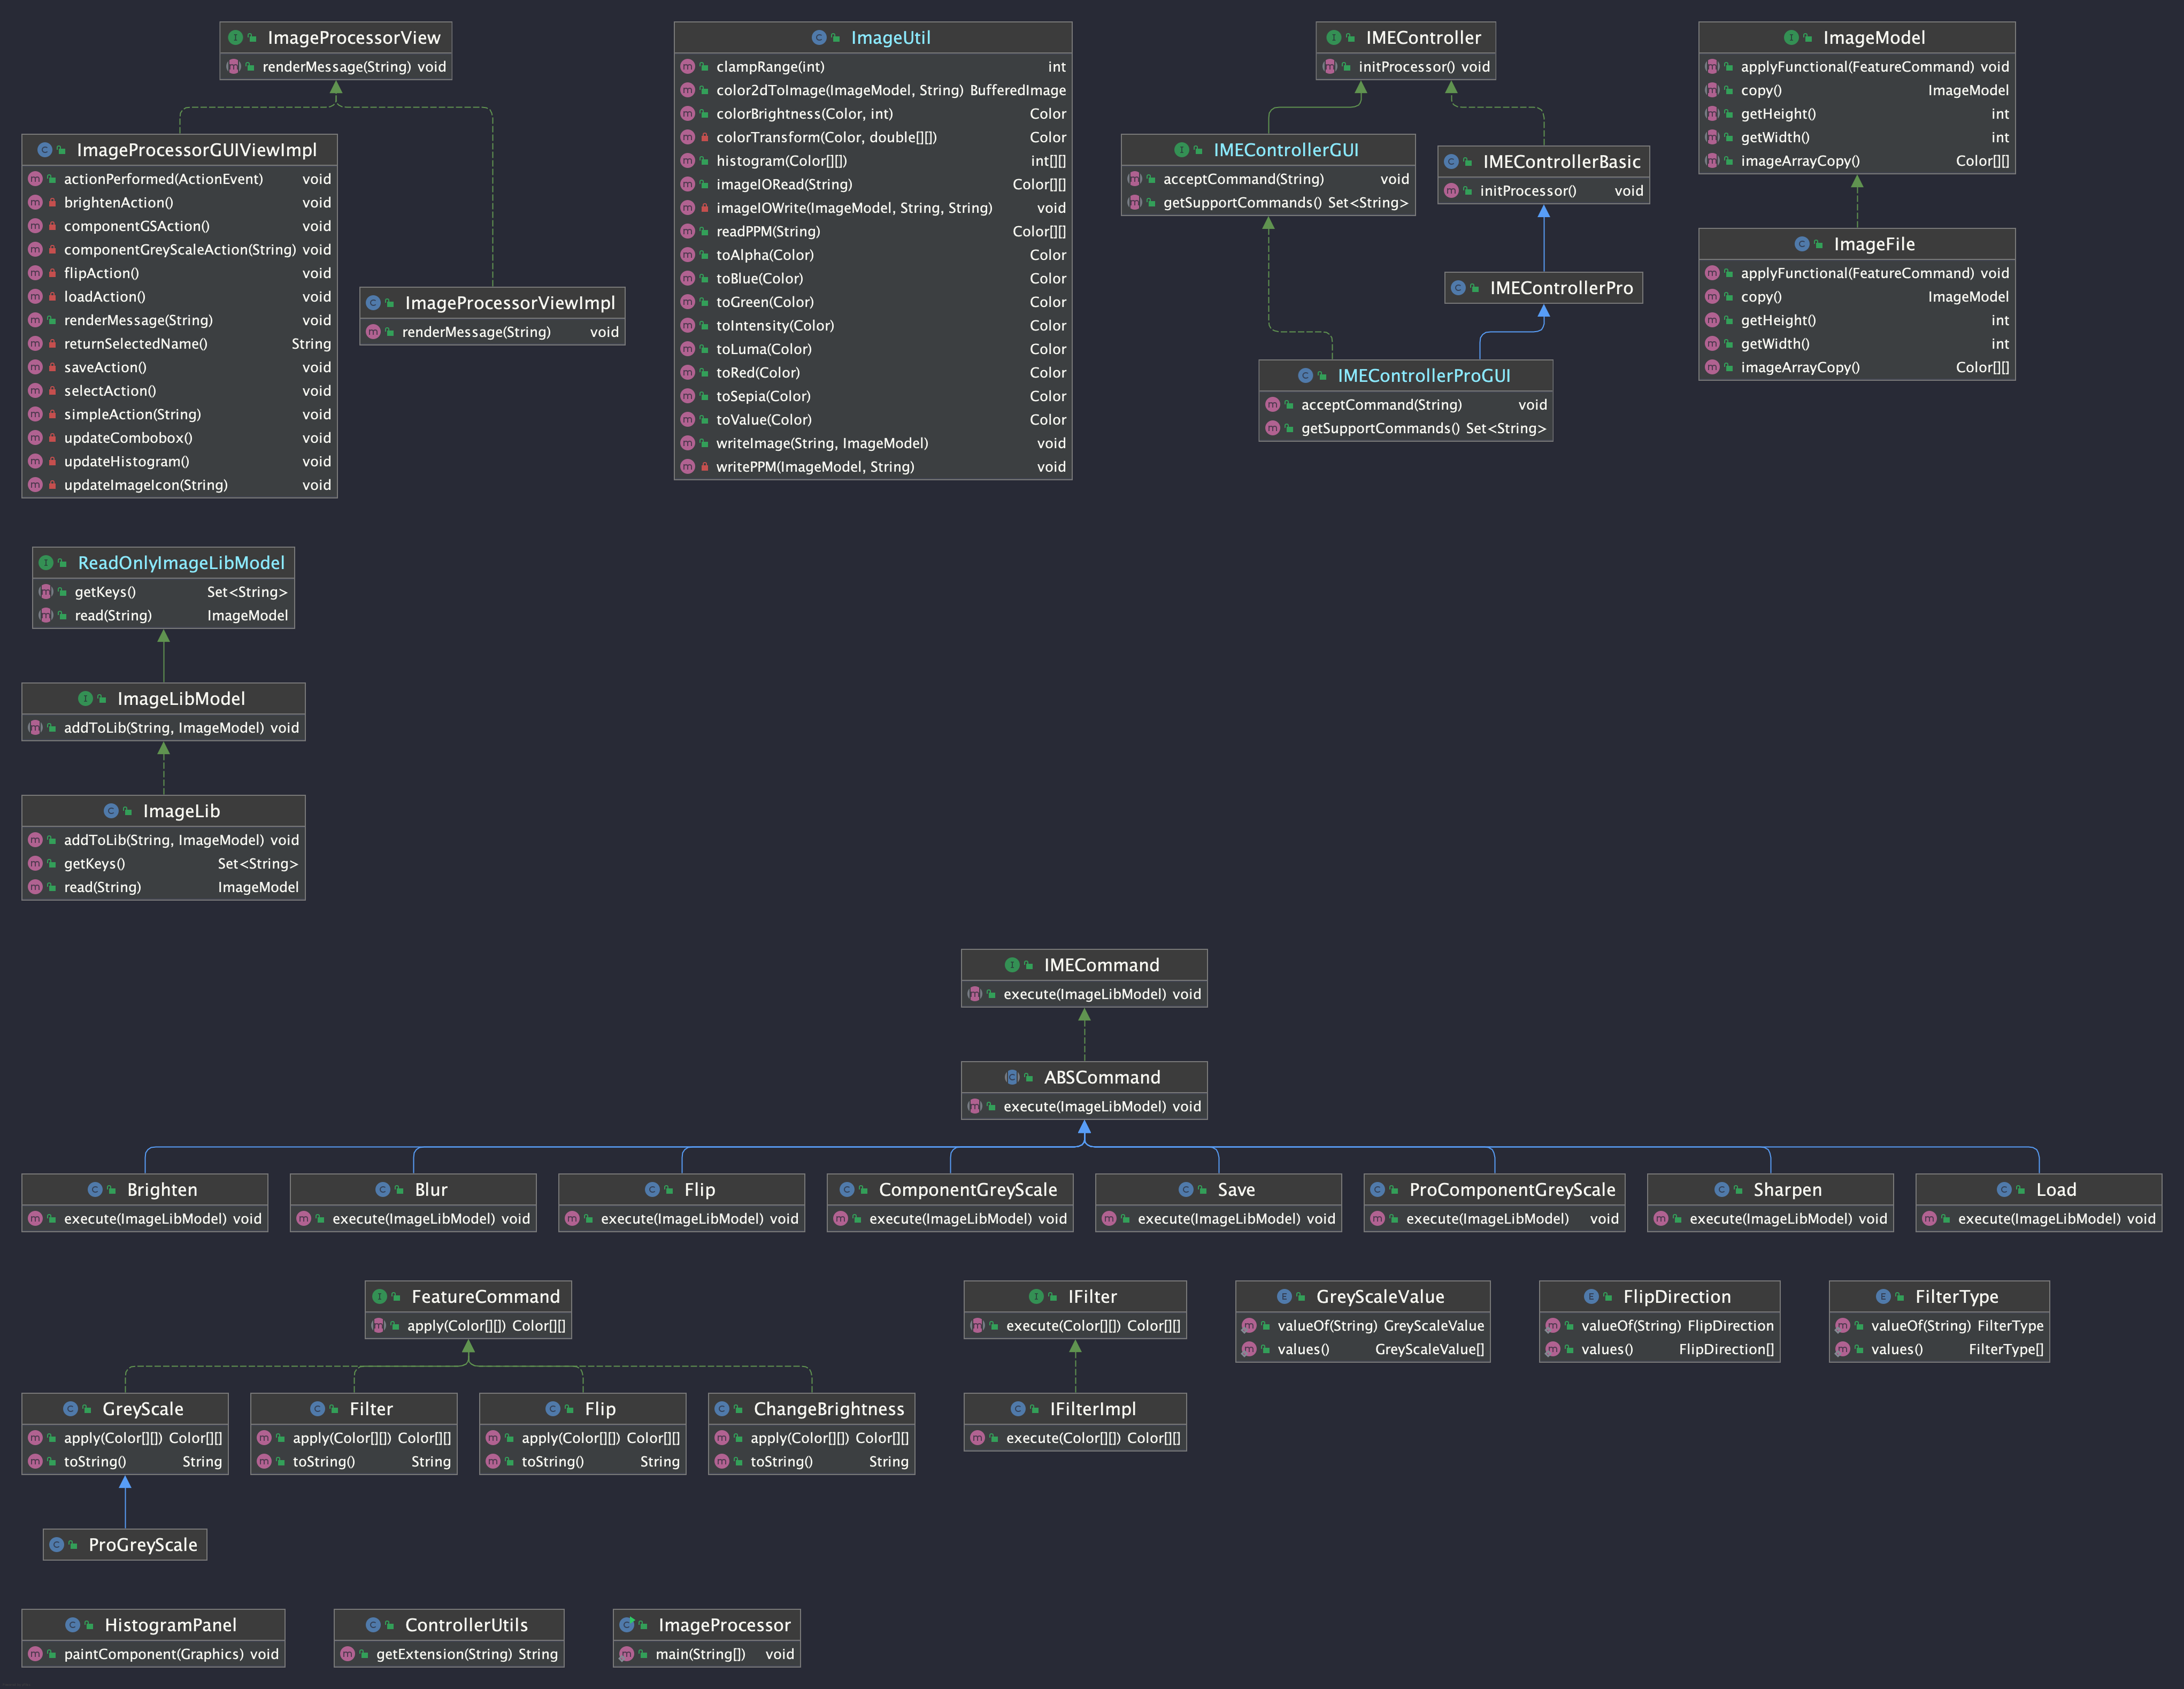 ImageProcessorView
renderMessage(String) void
ImageProcessorGUIViewImpl
actionPerformed(ActionEvent) void
brightenAction() void
componentGSAction() void
componentGreyScaleAction(String) void
flipAction() void
loadAction() void
renderMessage(String) void
returnSelectedName() String
saveAction() void
selectAction() void
simpleAction(String) void
updateCombobox() void
updateHistogram() void
updateImageIcon(String) void
ImageProcessorViewImpl
renderMessage(String) void
ImageUtil
clampRange(int) int
color2dToImage(ImageModel, String) BufferedImage
colorBrightness(Color, int) Color
colorTransform(Color, double[][]) Color
histogram(Color[][]) int[][]
imageIORead(String) Color[][]
imageIOWrite(ImageModel, String, String) void
readPPM(String) Color[][]
toAlpha(Color) Color
toBlue(Color) Color
toGreen(Color) Color
toIntensity(Color) Color
toLuma(Color) Color
toRed(Color) Color
toSepia(Color) Color
toValue(Color) Color
writeImage(String, ImageModel) void
writePPM(ImageModel, String) void
IMEController
initProcessor() void
IMEControllerGUI
acceptCommand(String) void
getSupportCommands() Set<String>
IMEControllerBasic
initProcessor() void
IMEControllerPro
IMEControllerProGUI
acceptCommand(String) void
getSupportCommands() Set<String>
ImageModel
applyFunctional(FeatureCommand) void
copy() ImageModel
getHeight() int
getWidth() int
imageArrayCopy() Color[][]
ImageFile
applyFunctional(FeatureCommand) void
copy() ImageModel
getHeight() int
getWidth() int
imageArrayCopy() Color[][]
ReadOnlyImageLibModel
getKeys() Set<String>
read(String) ImageModel
ImageLibModel
addToLib(String, ImageModel) void
ImageLib
addToLib(String, ImageModel) void
getKeys() Set<String>
read(String) ImageModel
IMECommand
execute(ImageLibModel) void
ABSCommand
execute(ImageLibModel) void
Brighten
execute(ImageLibModel) void
Blur
execute(ImageLibModel) void
Flip
execute(ImageLibModel) void
ComponentGreyScale
execute(ImageLibModel) void
Save
execute(ImageLibModel) void
ProComponentGreyScale
execute(ImageLibModel) void
Sharpen
execute(ImageLibModel) void
Load
execute(ImageLibModel) void
FeatureCommand
apply(Color[][]) Color[][]
GreyScale
apply(Color[][]) Color[][]
toString() String
Filter
apply(Color[][]) Color[][]
toString() String
Flip
apply(Color[][]) Color[][]
toString() String
ChangeBrightness
apply(Color[][]) Color[][]
toString() String
ProGreyScale
IFilter
execute(Color[][]) Color[][]
IFilterImpl
execute(Color[][]) Color[][]
GreyScaleValue
valueOf(String) GreyScaleValue
values() GreyScaleValue[]
FlipDirection
valueOf(String) FlipDirection
values() FlipDirection[]
FilterType
valueOf(String) FilterType
values() FilterType[]
HistogramPanel
paintComponent(Graphics) void
ControllerUtils
getExtension(String) String
ImageProcessor
main(String[]) void